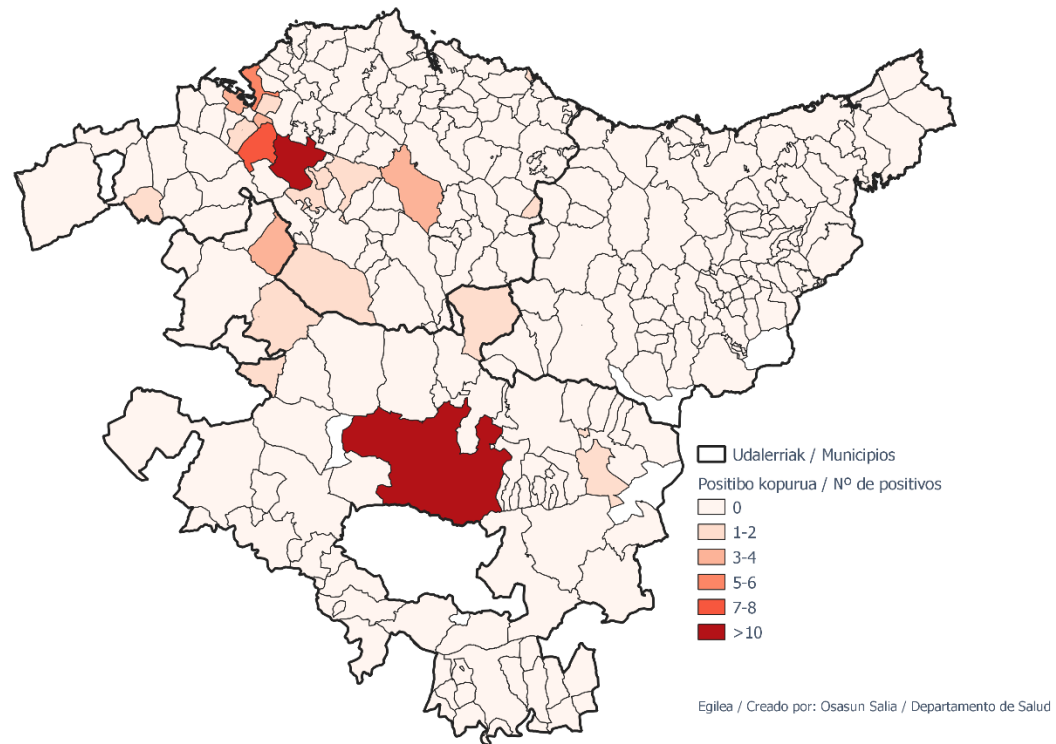 Udalerriak / Municipios
Positibo kopurua / Nº de positivos
0
1-2
3-4
5-6
7-8
>10
Egilea / Creado por: Osasun Salia / Departamento de Salud